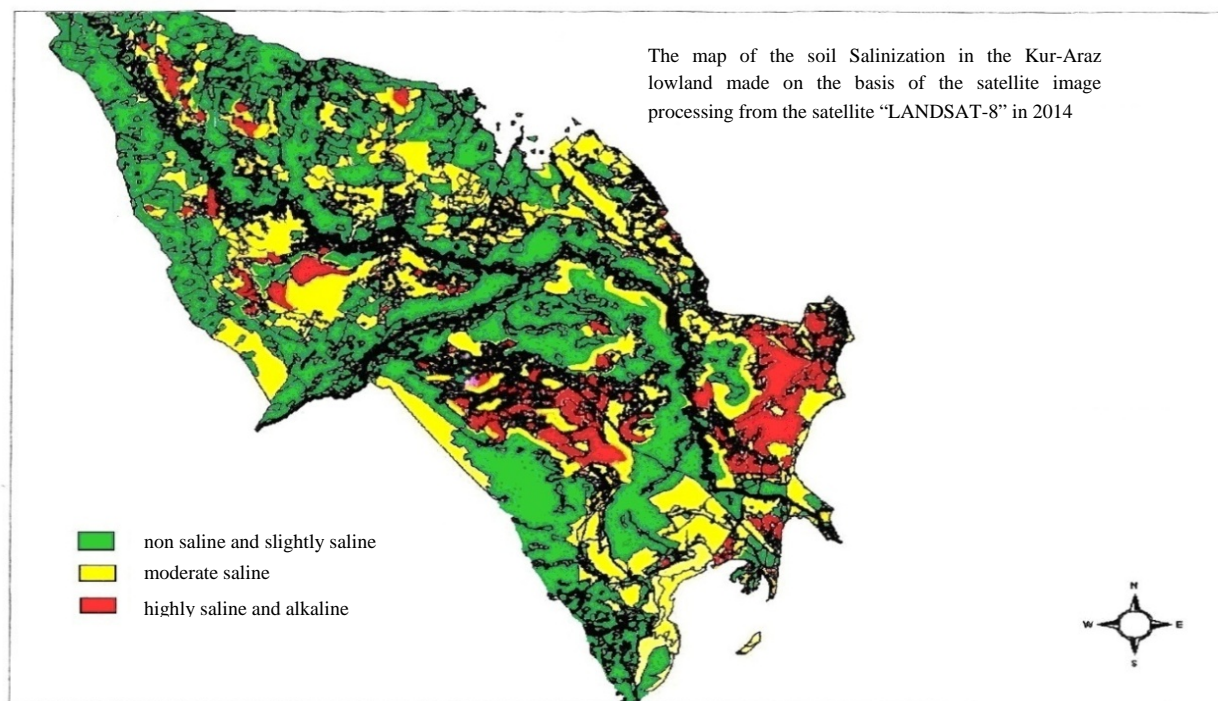 The map of the soil Salinization in the Kur-Araz
lowland made on the basis of the satellite image
processing from the satellite “LANDSAT-8” in 2014
non saline and slightly saline
moderate saline
highly saline and alkaline
N
W E
S